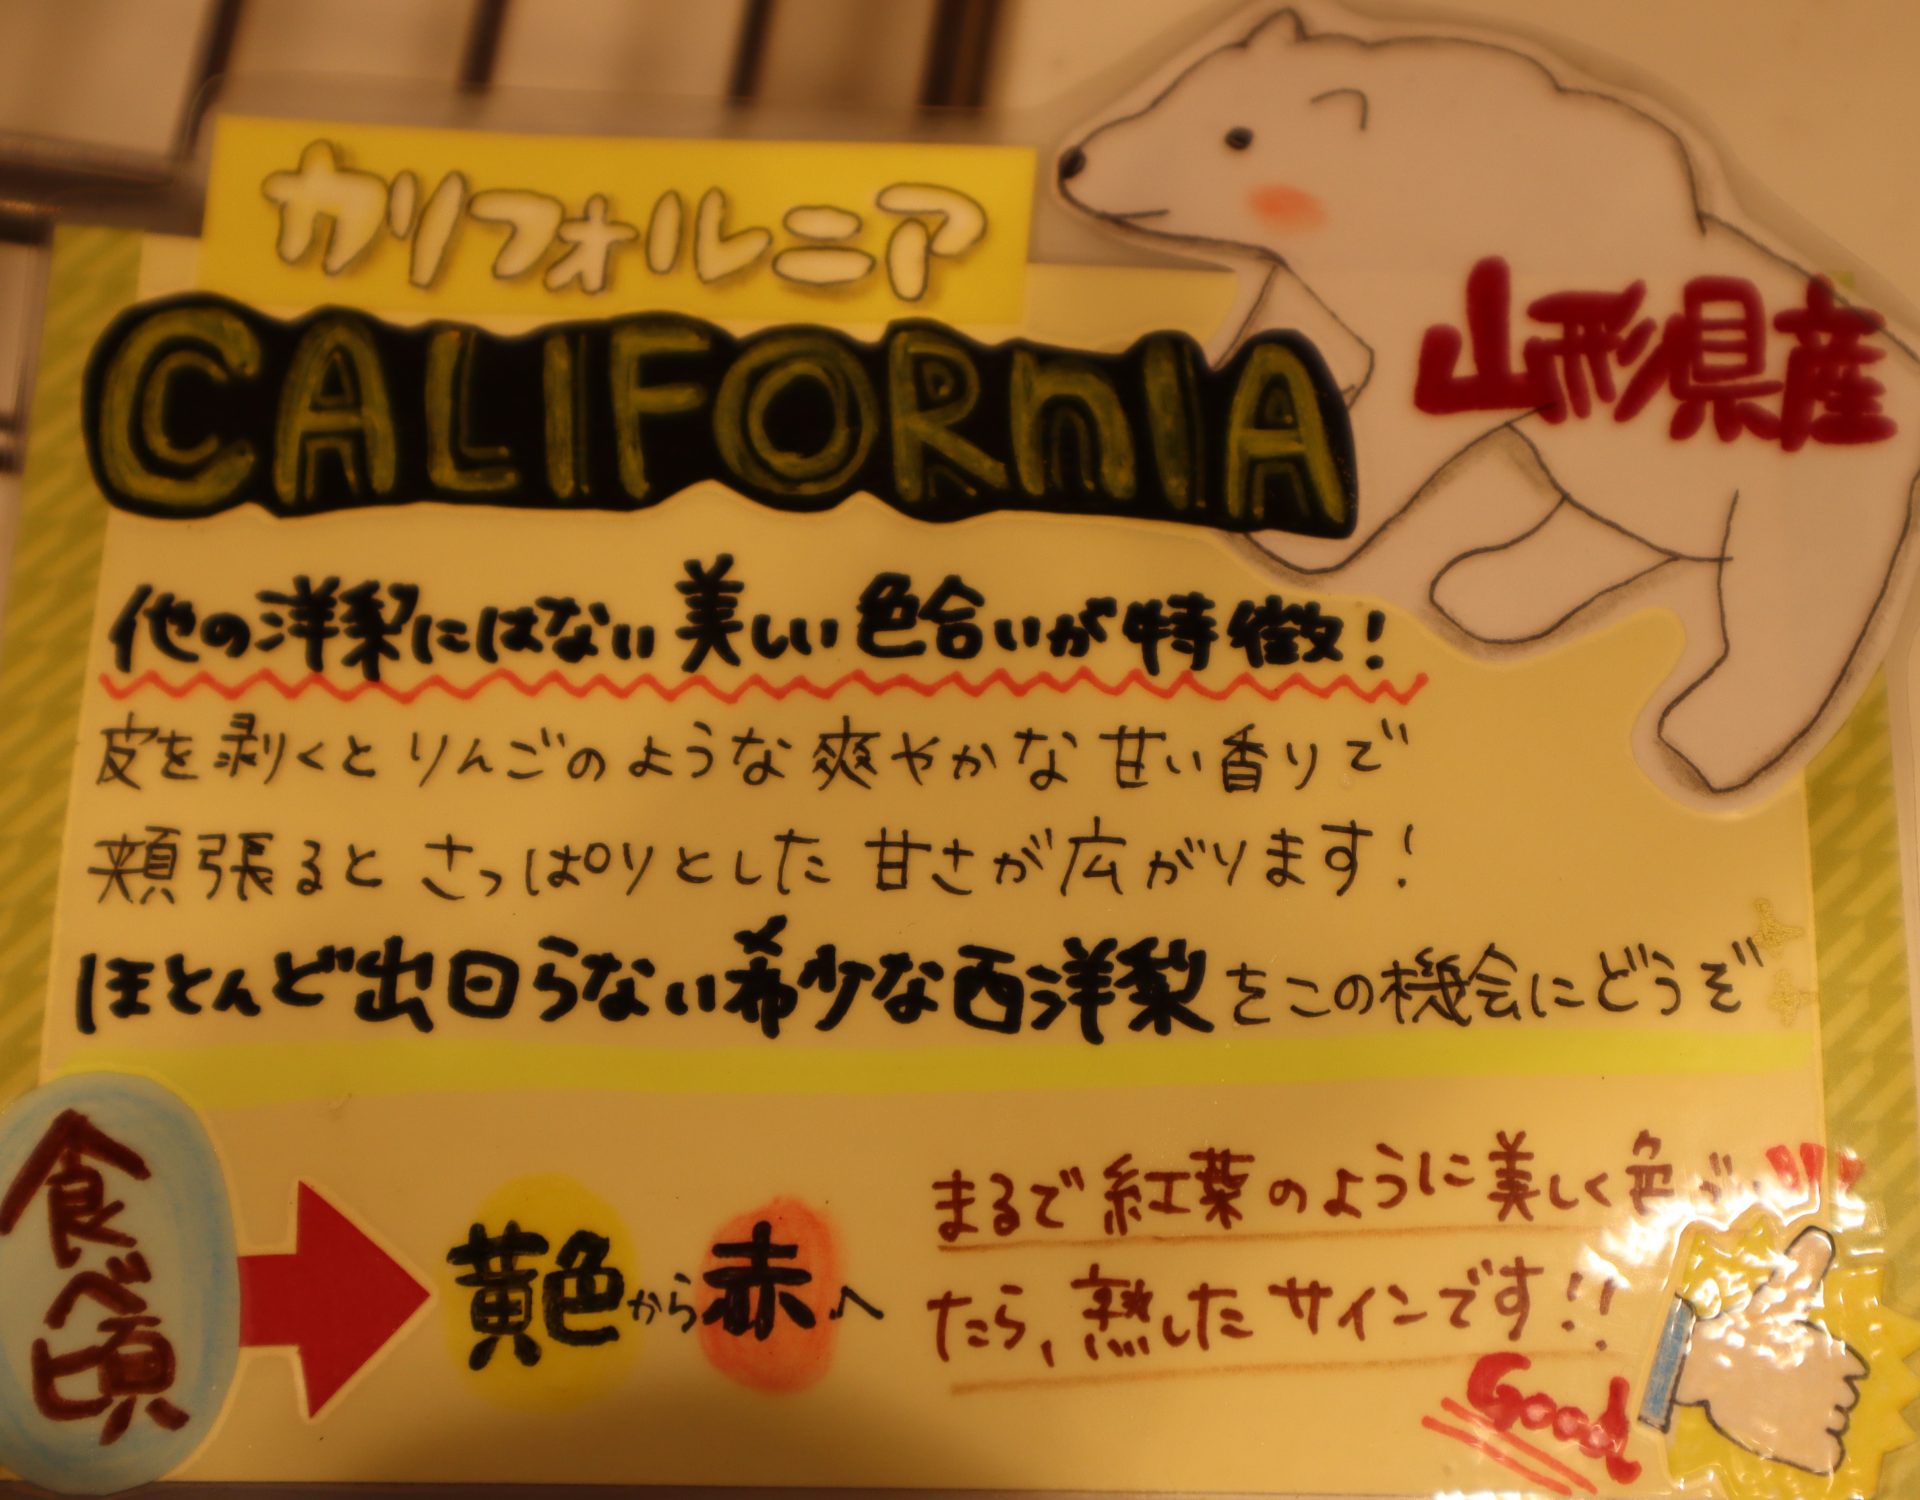 カリフォルニア
CALIFORnIA
山形県産
他の洋梨にはない美しい色合いが特徴!
皮を剥くとりんごのような爽やかな甘い香りで
頬張るとさっぱりとした甘さが広がります!
ほとんど出回らない希少な西洋梨をこの機会にどうぞ
食べ頃
黄色から赤へ
まるで紅葉のように美しく色づい
たら、熟したサインです!!
Good